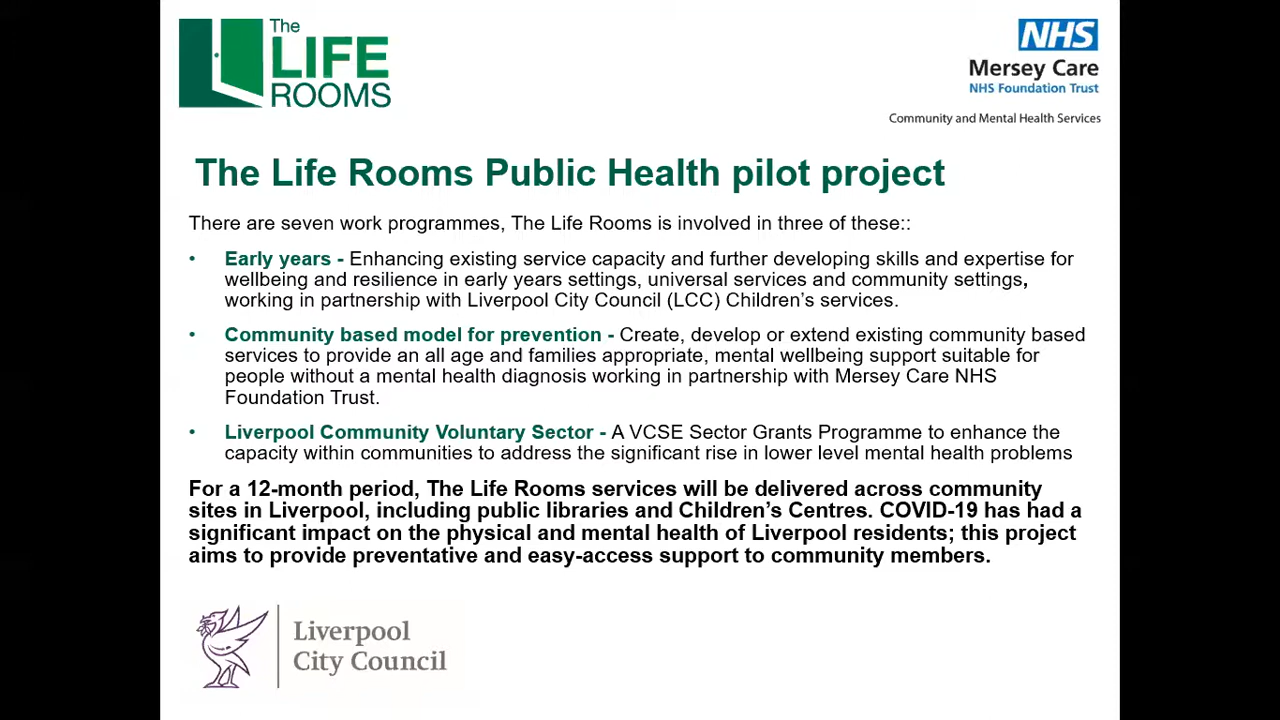 The
LIFE
ROOMS
NHS
Mersey Care
NHS Foundation Trust
Community and Mental Health Services
The Life Rooms Public Health pilot project
There are seven work programmes, The Life Rooms is involved in three of these::
• Early years - Enhancing existing service capacity and further developing skills and expertise for
wellbeing and resilience in early years settings, universal services and community settings,
working in partnership with Liverpool City Council (LCC) Children's services.
• Community based model for prevention - Create, develop or extend existing community based
services to provide an all age and families appropriate, mental wellbeing support suitable for
people without a mental health diagnosis working in partnership with Mersey Care NHS
Foundation Trust.
• Liverpool Community Voluntary Sector - A VCSE Sector Grants Programme to enhance the
capacity within communities to address the significant rise in lower level mental health problems
For a 12-month period, The Life Rooms services will be delivered across community
sites in Liverpool, including public libraries and Children's Centres. COVID-19 has had a
significant impact on the physical and mental health of Liverpool residents; this project
aims to provide preventative and easy-access support to community members.
Liverpool
City Council